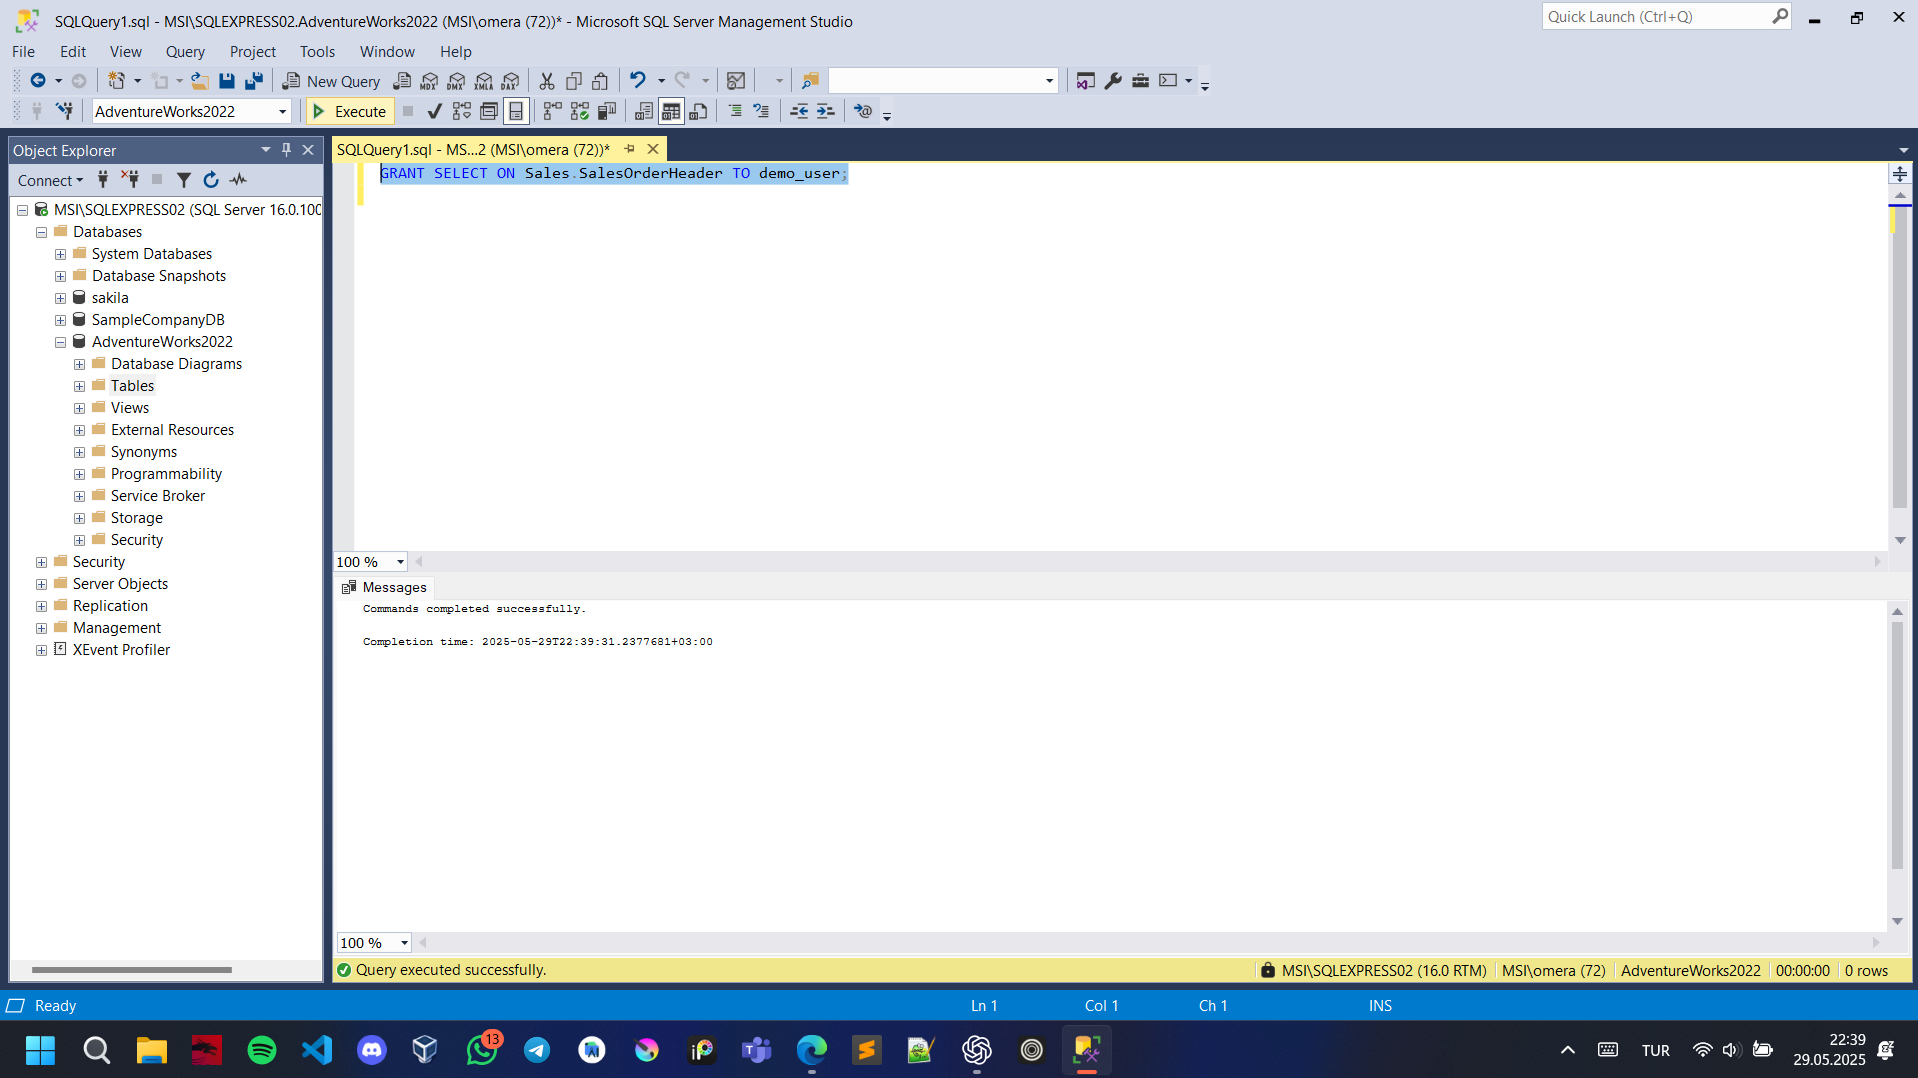 SQLQuery1.sql - MSI\SQLEXPRESS02.AdventureWorks2022 (MSI\omera (72))* - Microsoft SQL Server Management Studio
Quick Launch (Ctrl+Q)
File Edit View Query Project Tools Window Help
New Query MDX DMX XMLA DAX
AdventureWorks2022 Execute
Object Explorer
SQLQuery1.sql - MS...2 (MSI\omera (72))*
Connect
GRANT SELECT ON Sales.SalesOrderHeader TO demo_user;
MSI\SQLEXPRESS02 (SQL Server 16.0.100
Databases
System Databases
Database Snapshots
sakila
SampleCompanyDB
AdventureWorks2022
Database Diagrams
Tables
Views
External Resources
Synonyms
Programmability
Service Broker
Storage
Security
Security
Server Objects
Replication
Management
XEvent Profiler
100 %
Messages
Commands completed successfully.
Completion time: 2025-05-29T22:39:31.2377681+03:00
100 %
Query executed successfully. MSI\SQLEXPRESS02 (16.0 RTM) MSI\omera (72) AdventureWorks2022 00:00:00 0 rows
Ready Ln 1 Col 1 Ch 1 INS
13
TUR
22:39
29.05.2025